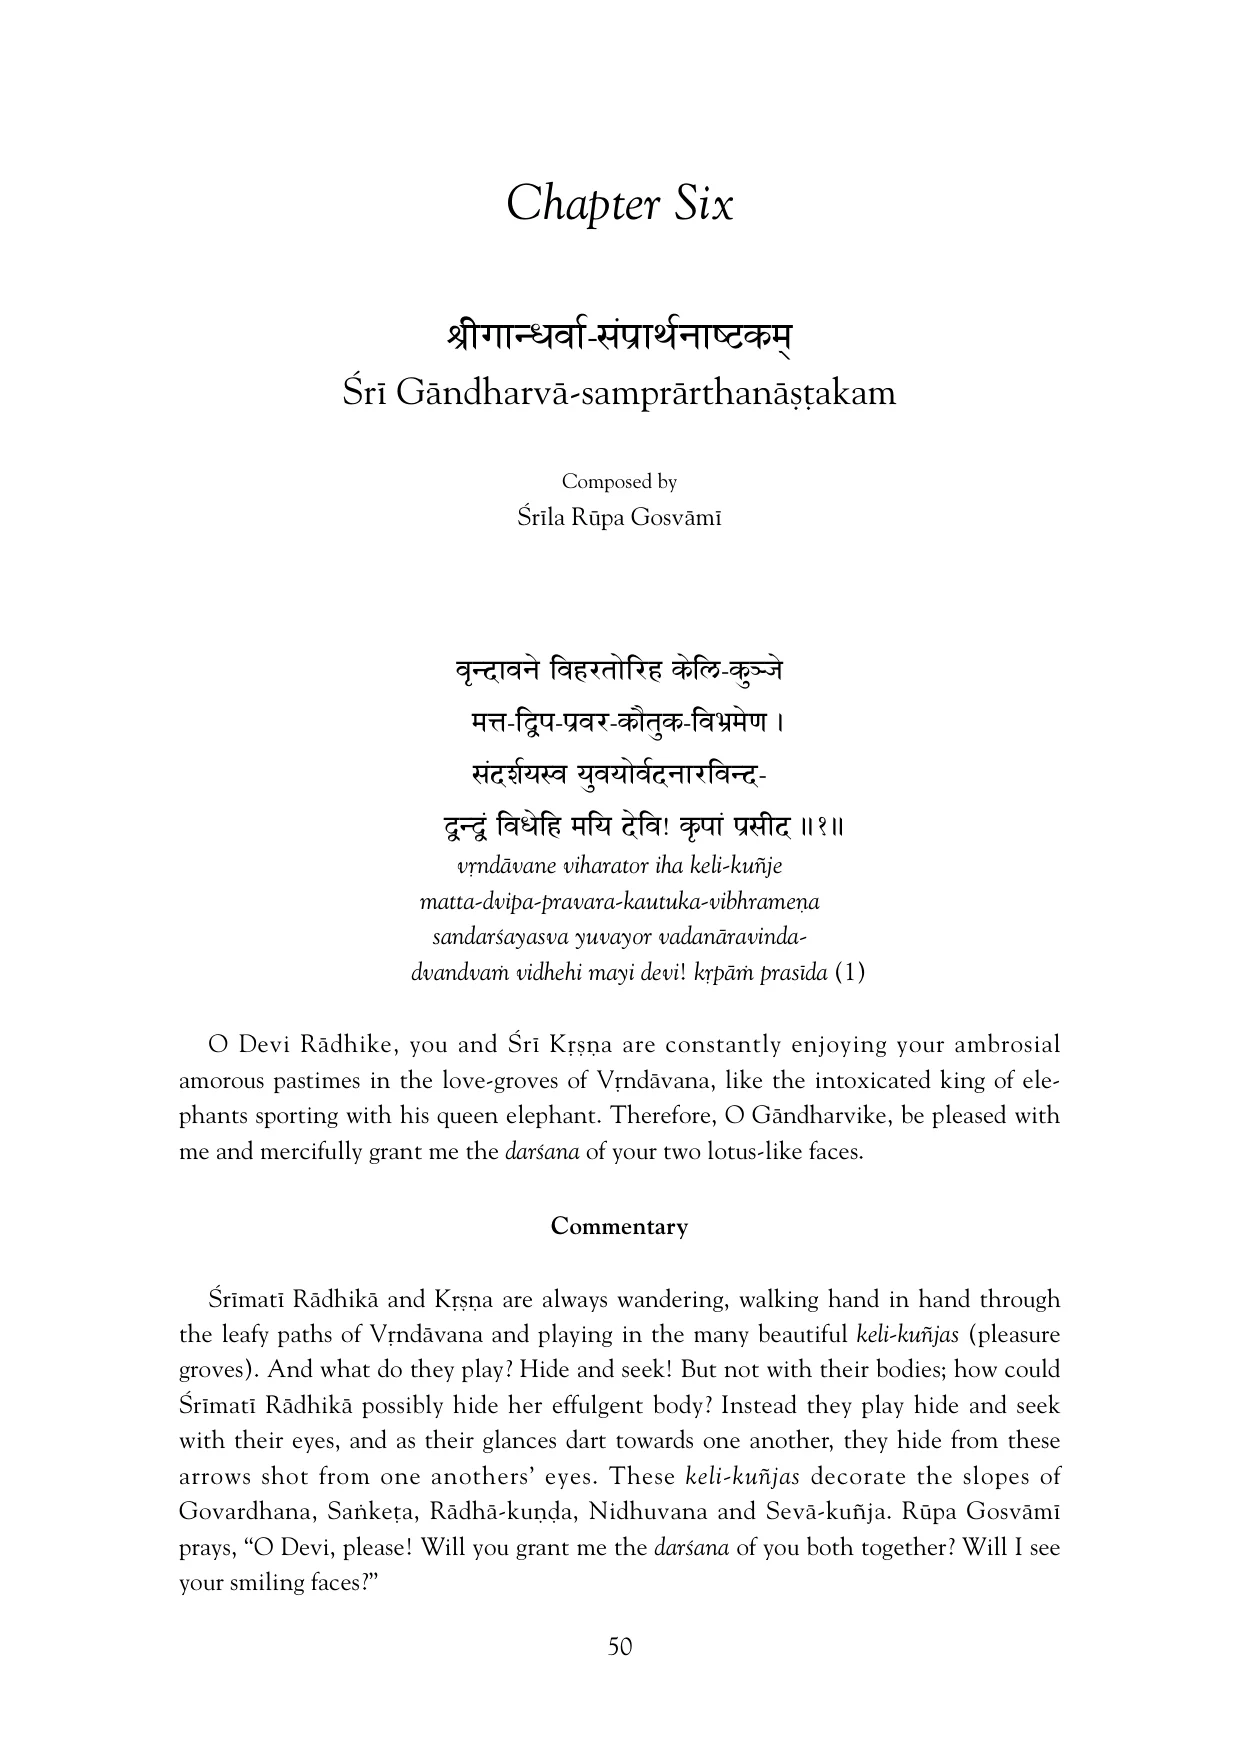 Chapter Six
श्रीगान्धर्वा-संप्रार्थनाष्टकम्
Śrī Gāndharvā-samprārthanāṣṭakam
Composed by
Śrīla Rūpa Gosvāmī
वृन्दावने विहरतोरिह केलि-कुञ्जे
मत्त-द्विप-प्रवर-कौतुक-विभ्रमेण ।
संदर्शयस्व युवयोर्वदनारविन्द-
द्वन्द्वं विधेहि मयि देवि! कृपां प्रसीद ॥१॥
vṛndāvane viharator iha keli-kuñje
matta-dvipa-pravara-kautuka-vibhrameṇa
sandarśayasva yuvayor vadanāravinda-
dvandvaṁ vidhehi mayi devi! kṛpāṁ prasīda (1)
O Devi Rādhike, you and Śrī Kṛṣṇa are constantly enjoying your ambrosial
amorous pastimes in the love-groves of Vṛndāvana, like the intoxicated king of ele-
phants sporting with his queen elephant. Therefore, O Gāndharvike, be pleased with
me and mercifully grant me the darśana of your two lotus-like faces.
Commentary
Śrīmatī Rādhikā and Kṛṣṇa are always wandering, walking hand in hand through
the leafy paths of Vṛndāvana and playing in the many beautiful keli-kuñjas (pleasure
groves). And what do they play? Hide and seek! But not with their bodies; how could
Śrīmatī Rādhikā possibly hide her effulgent body? Instead they play hide and seek
with their eyes, and as their glances dart towards one another, they hide from these
arrows shot from one anothers’ eyes. These keli-kuñjas decorate the slopes of
Govardhana, Saṅketa, Rādhā-kuṇḍa, Nidhuvana and Sevā-kuñja. Rūpa Gosvāmī
prays, “O Devi, please! Will you grant me the darśana of you both together? Will I see
your smiling faces?”
50